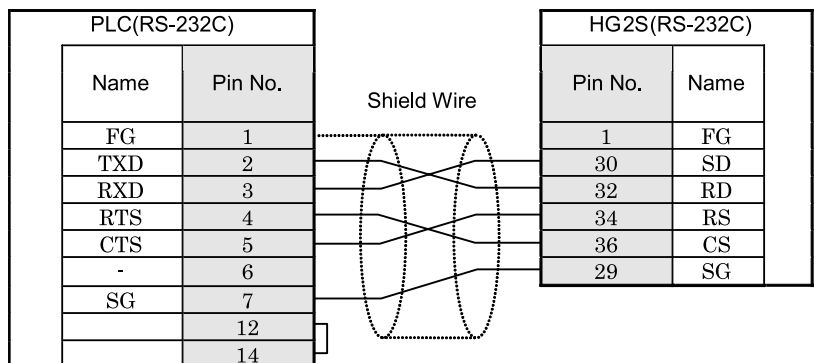 PLC(RS-232C)
HG2S(RS-232C)
Name Pin No.
Shield Wire
Pin No. Name
FG 1
1 FG
TXD 2
30 SD
RXD 3
32 RD
RTS 4
34 RS
CTS 5
36 CS
- 6
29 SG
SG 7
12
14